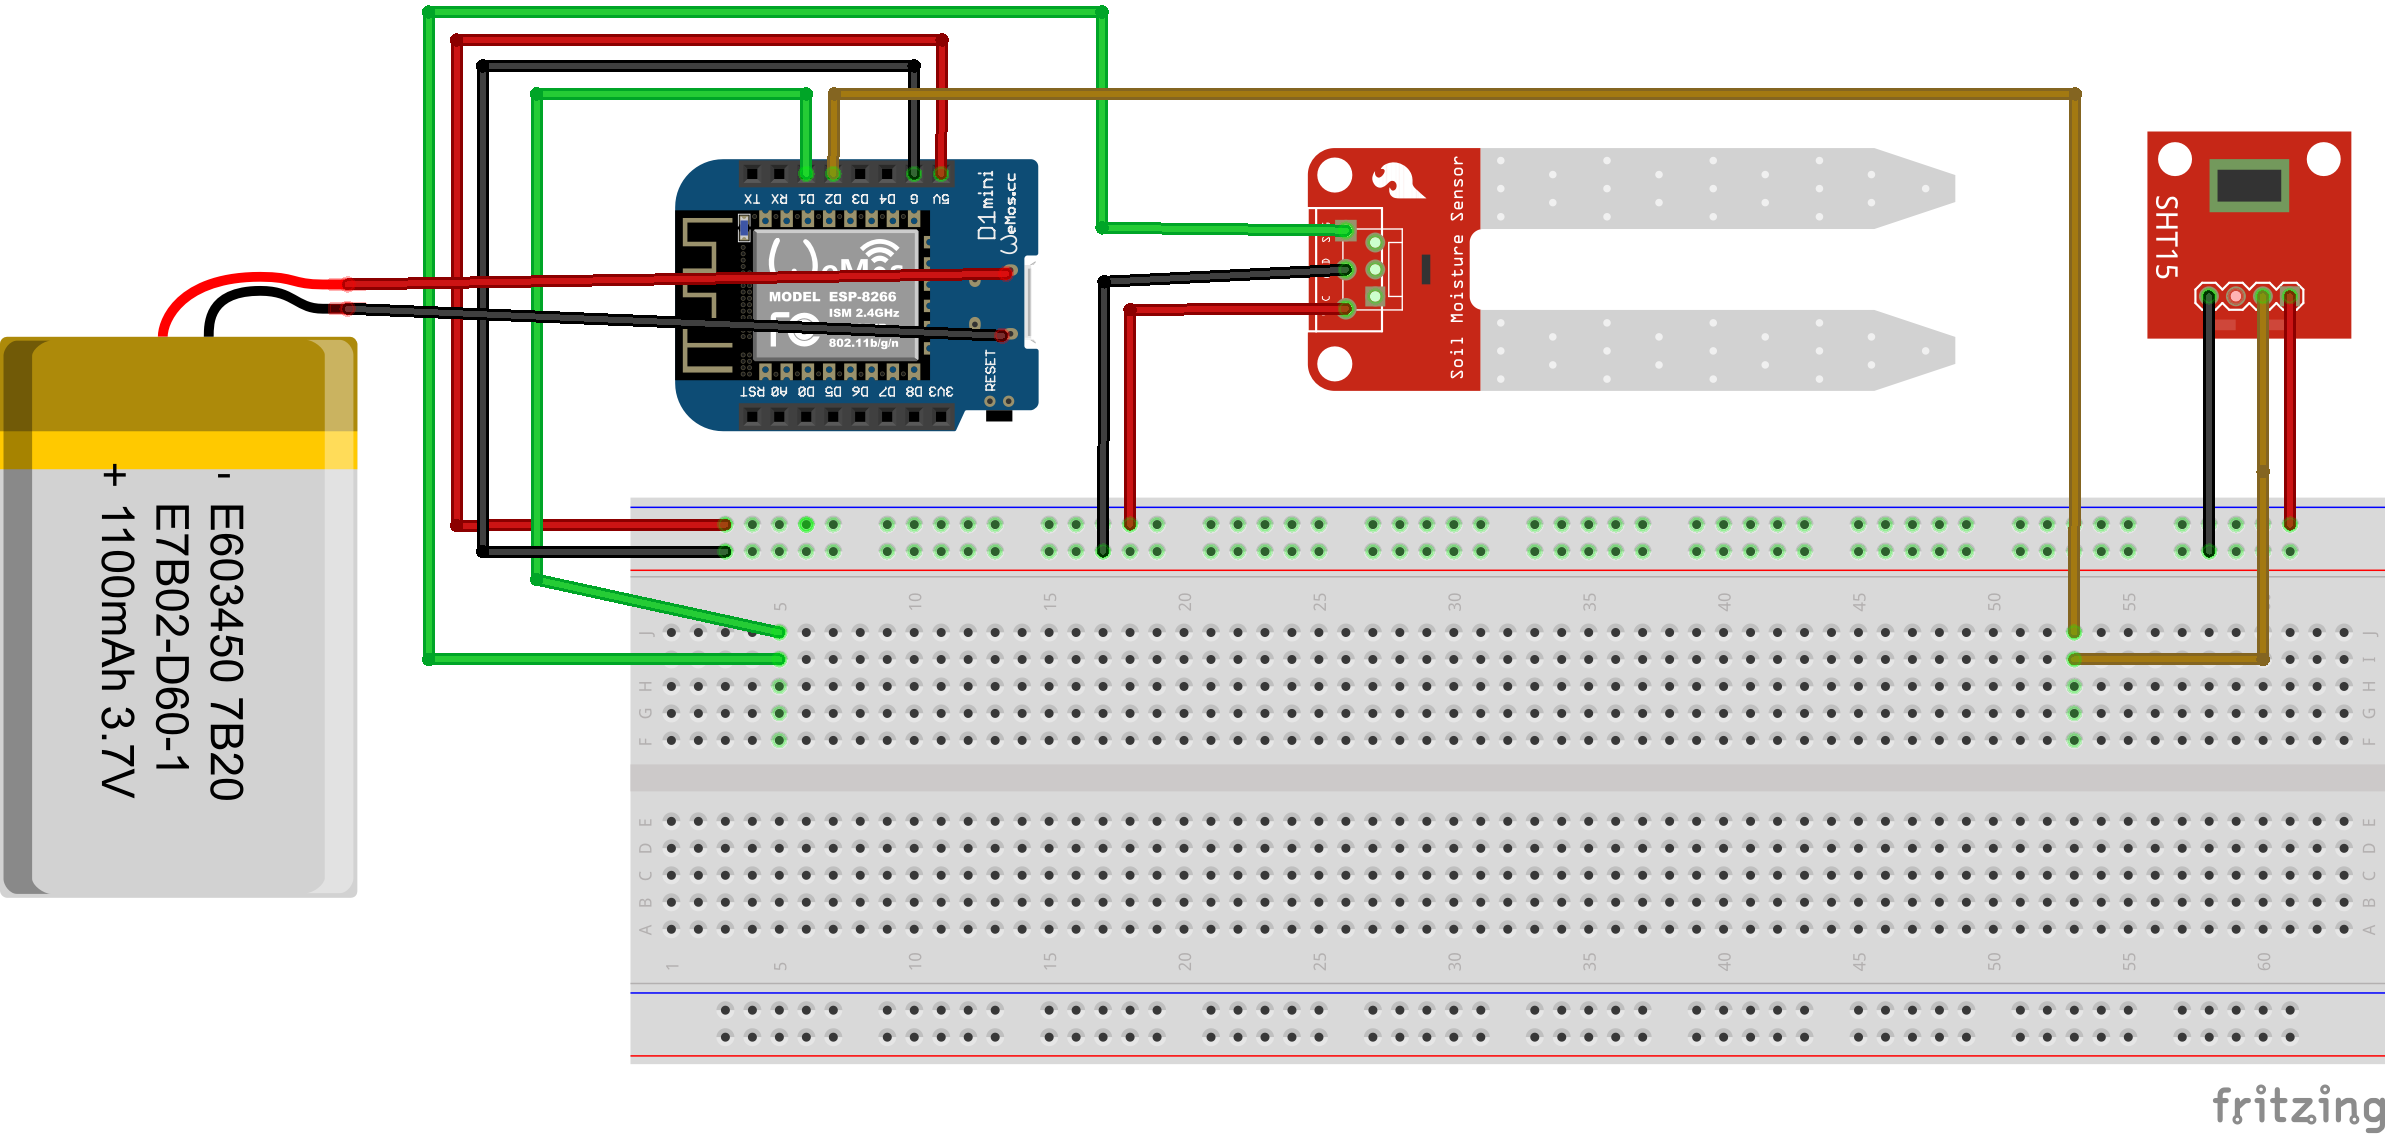 - E603450 7B20
E7B02-D60-1
+ 1100mAh 3.7V
TX RX D1 D2 D3 D4 G 5V
D1 mini
WeMos.cc
WeMos
MODEL ESP-8266
ISM 2.4GHz
802.11b/g/n
FC
RST A0 D0 D5 D6 D7 D8 3V3
RESET
Soil Moisture Sensor
SHT15
5 10 15 20 25 30 35 40 45 50 55
J J
I
H H
G G
F F
E E
D D
C C
B B
A A
1 5 10 15 20 25 30 35 40 45 50 55 60
fritzing